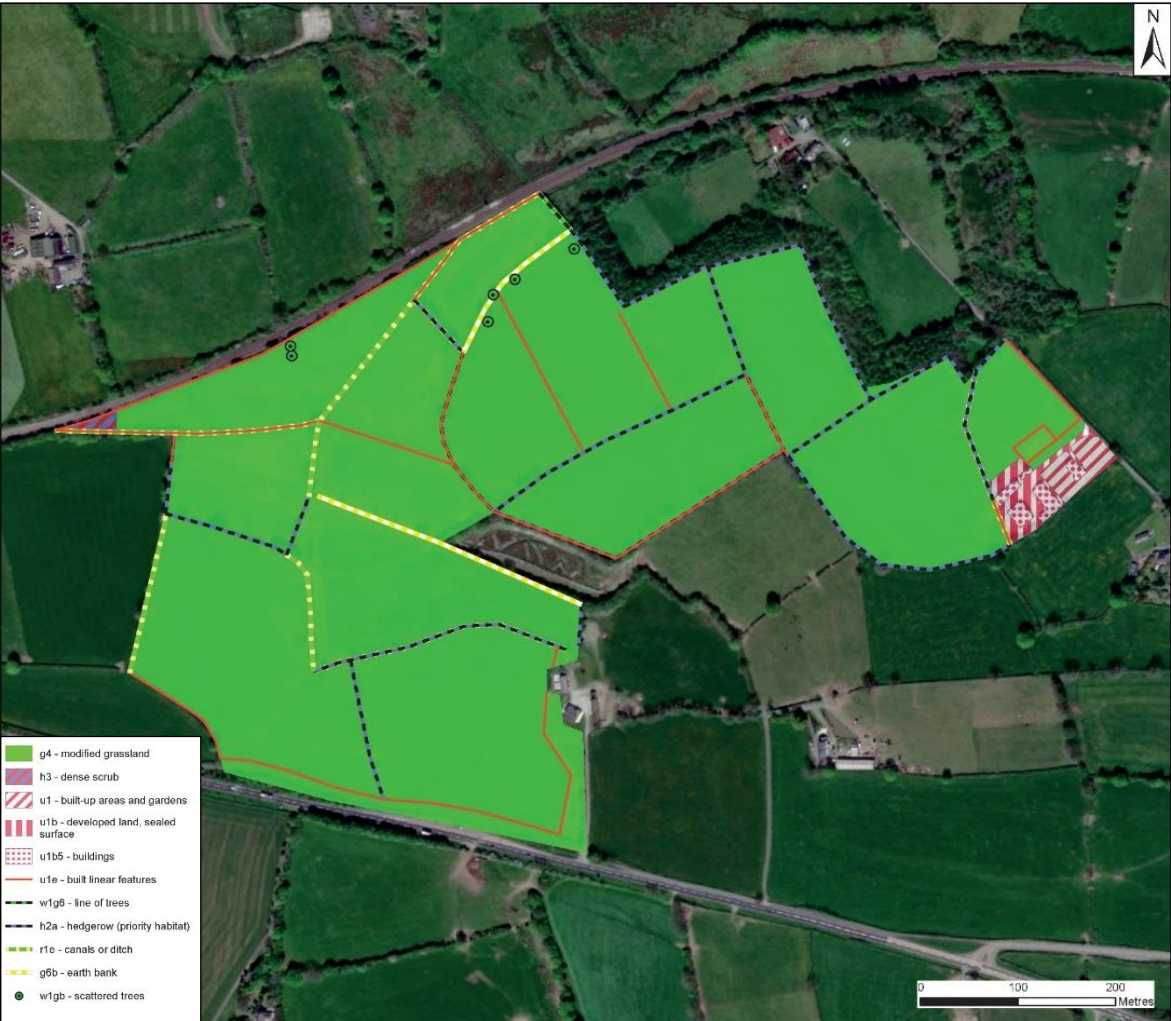 N
g4 - modified grassland
h3 - dense scrub
u1 - built-up areas and gardens
u1b - developed land, sealed
surface
u1b5 - buildings
u1e - built linear features
w1g6 - line of trees
h2a - hedgerow (priority habitat)
r1e - canals or ditch
g6b - earth bank
w1gb - scattered trees
0 100 200
Metres